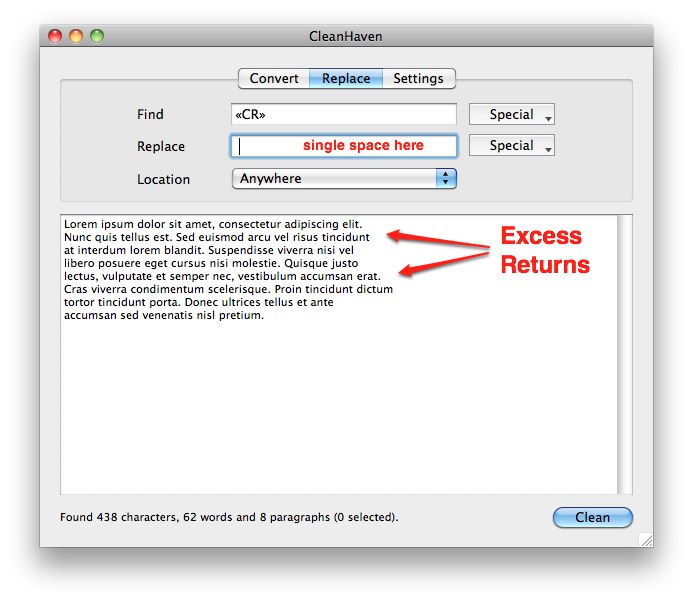 CleanHaven
Convert Replace Settings
Find «CR» Special
Replace single space here Special
Location Anywhere
Lorem ipsum dolor sit amet, consectetur adipiscing elit.
Nunc quis tellus est. Sed euismod arcu vel risus tincidunt
at interdum lorem blandit. Suspendisse viverra nisi vel
libero posuere eget cursus nisi molestie. Quisque justo
lectus, vulputate et semper nec, vestibulum accumsan erat.
Cras viverra condimentum scelerisque. Proin tincidunt dictum
tortor tincidunt porta. Donec ultrices tellus et ante
accumsan sed venenatis nisl pretium.
Excess
Returns
Found 438 characters, 62 words and 8 paragraphs (0 selected).
Clean